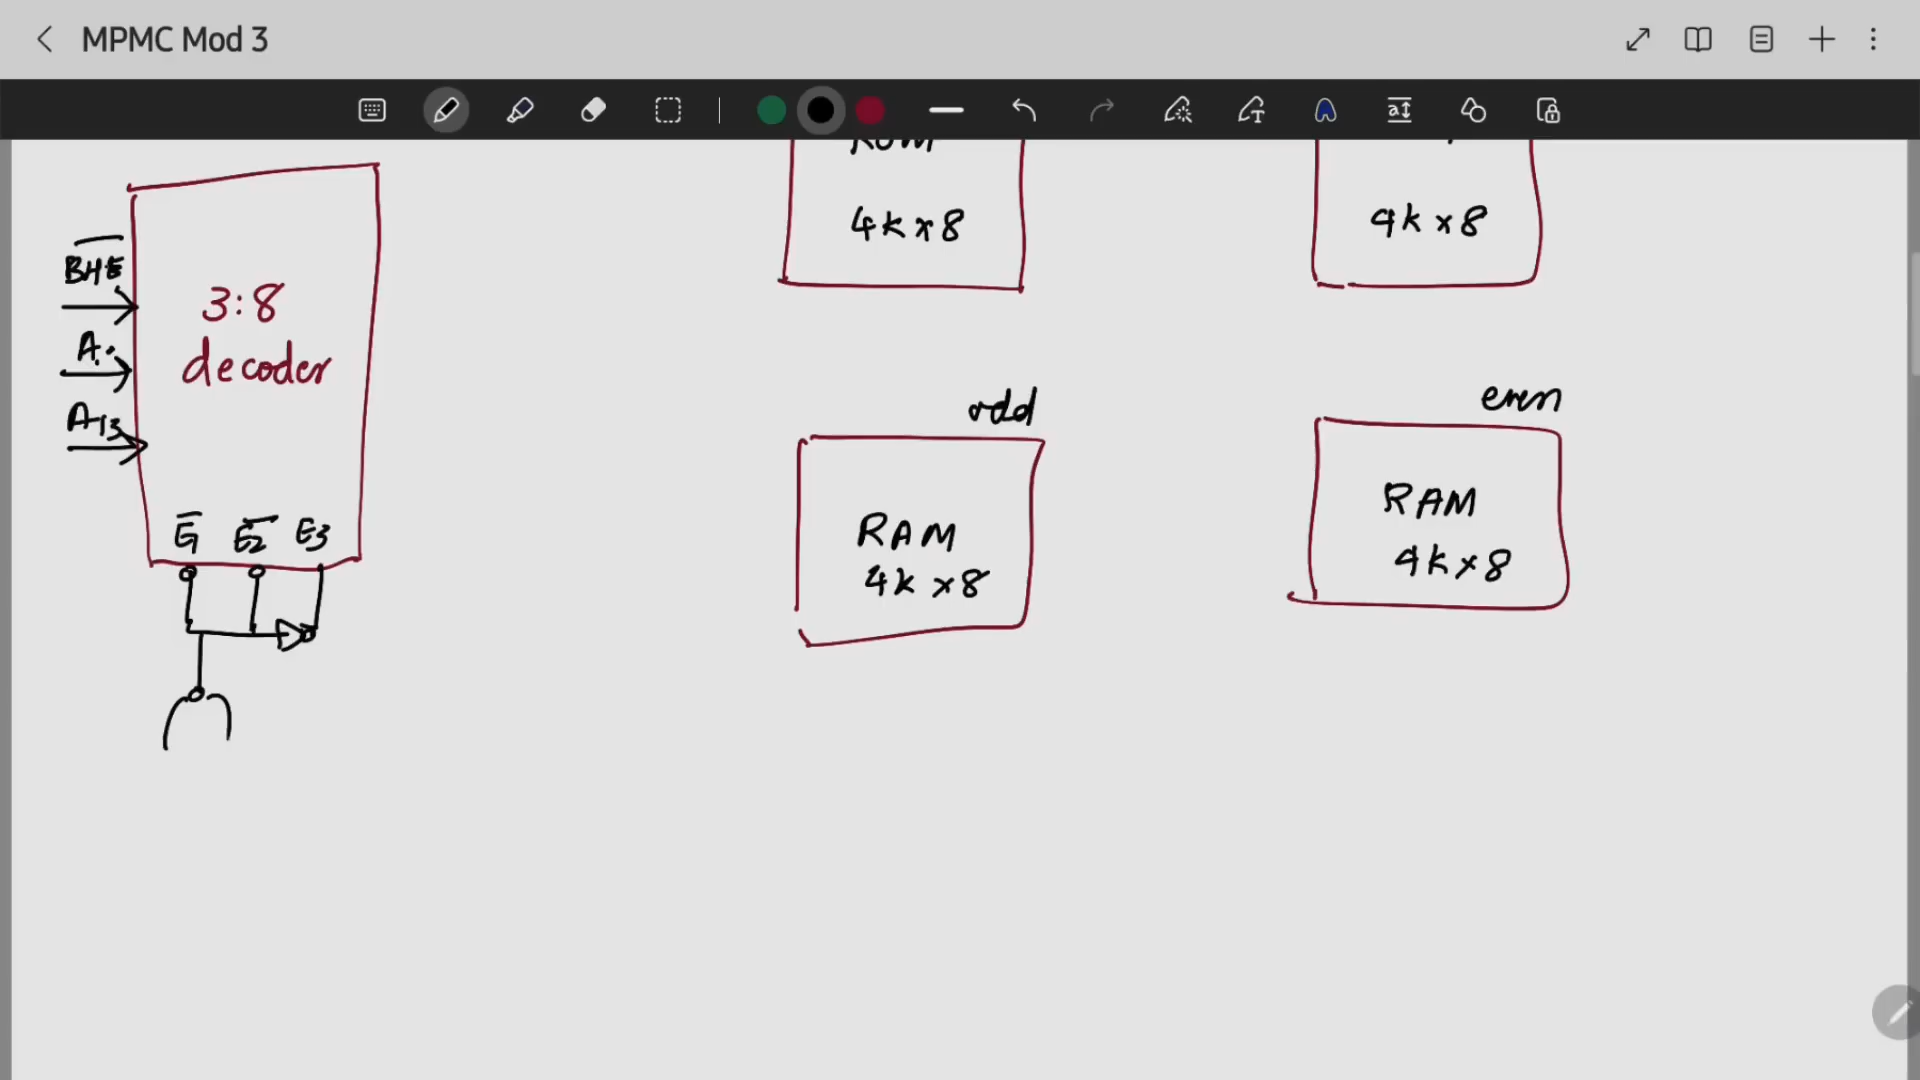 MPMC Mod 3
4k x 8
4k x 8
BHE
A0
A13
3:8
decoder
E1 E2 E3
odd
RAM
4k x 8
even
RAM
4k x 8